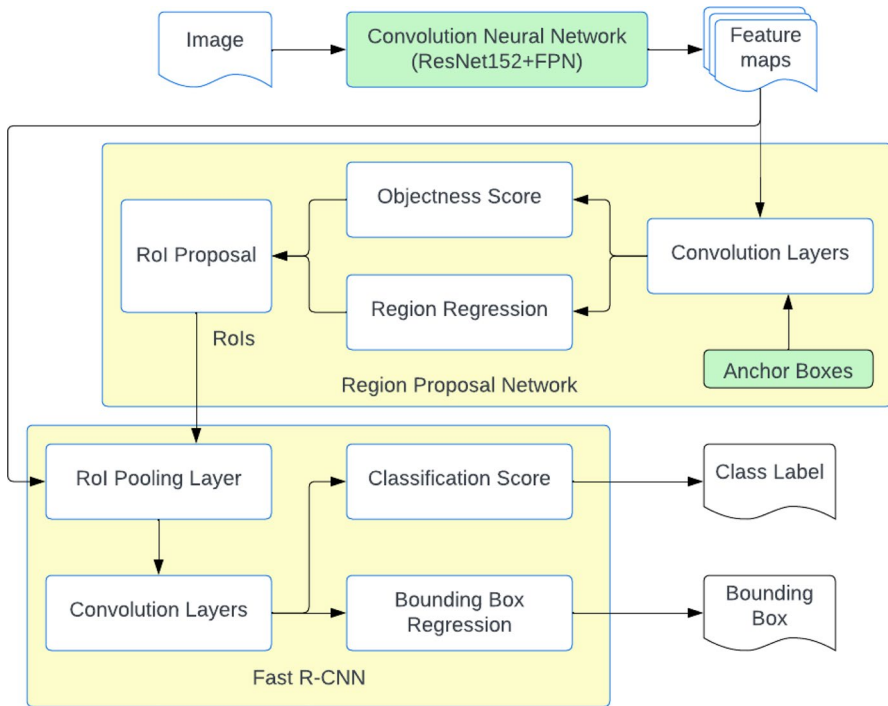 Image
Convolution Neural Network
(ResNet152+FPN)
Feature
maps
Objectness Score
RoI Proposal
Convolution Layers
Region Regression
RoIs
Anchor Boxes
Region Proposal Network
RoI Pooling Layer
Classification Score
Class Label
Convolution Layers
Bounding Box
Regression
Bounding
Box
Fast R-CNN